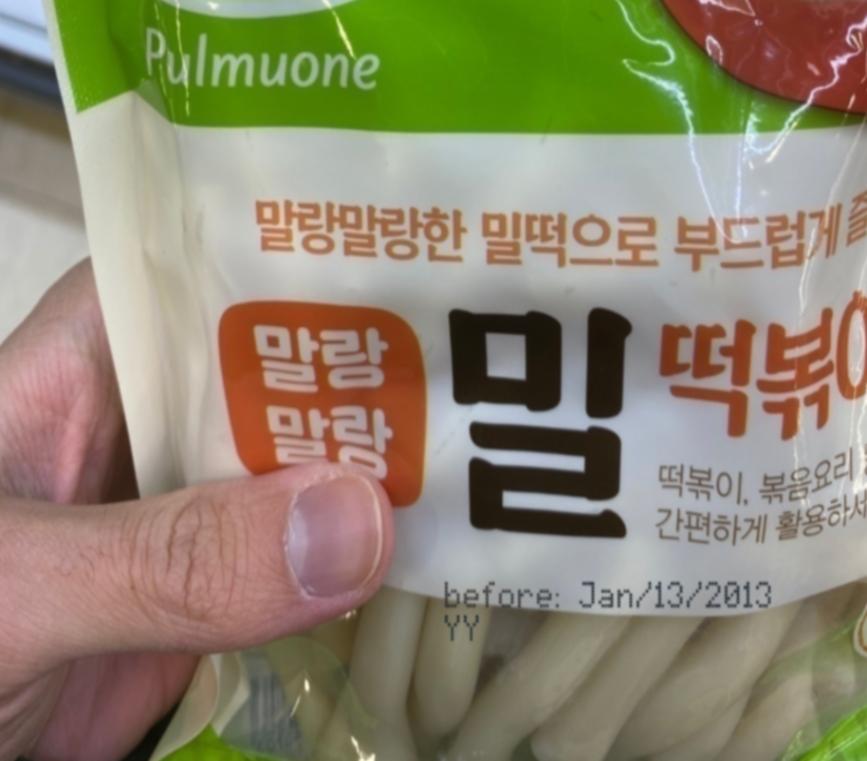 Pulmuone
말랑말랑한 밀떡으로 부드럽게
말랑
말랑
밀
떡볶이
떡볶이, 볶음요리
간편하게 활용하세
before: Jan/13/2013
YY